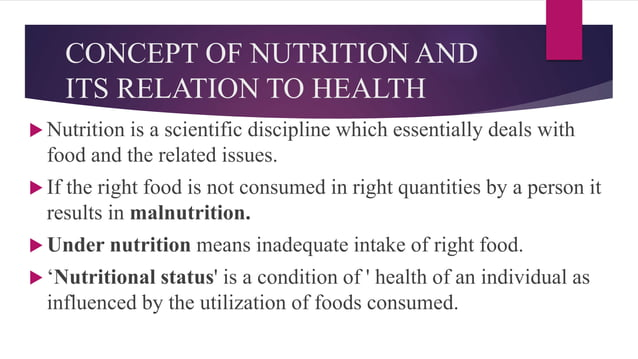 CONCEPT OF NUTRITION AND
ITS RELATION TO HEALTH
Nutrition is a scientific discipline which essentially deals with
food and the related issues.
If the right food is not consumed in right quantities by a person it
results in malnutrition.
Under nutrition means inadequate intake of right food.
‘Nutritional status' is a condition of ' health of an individual as
influenced by the utilization of foods consumed.